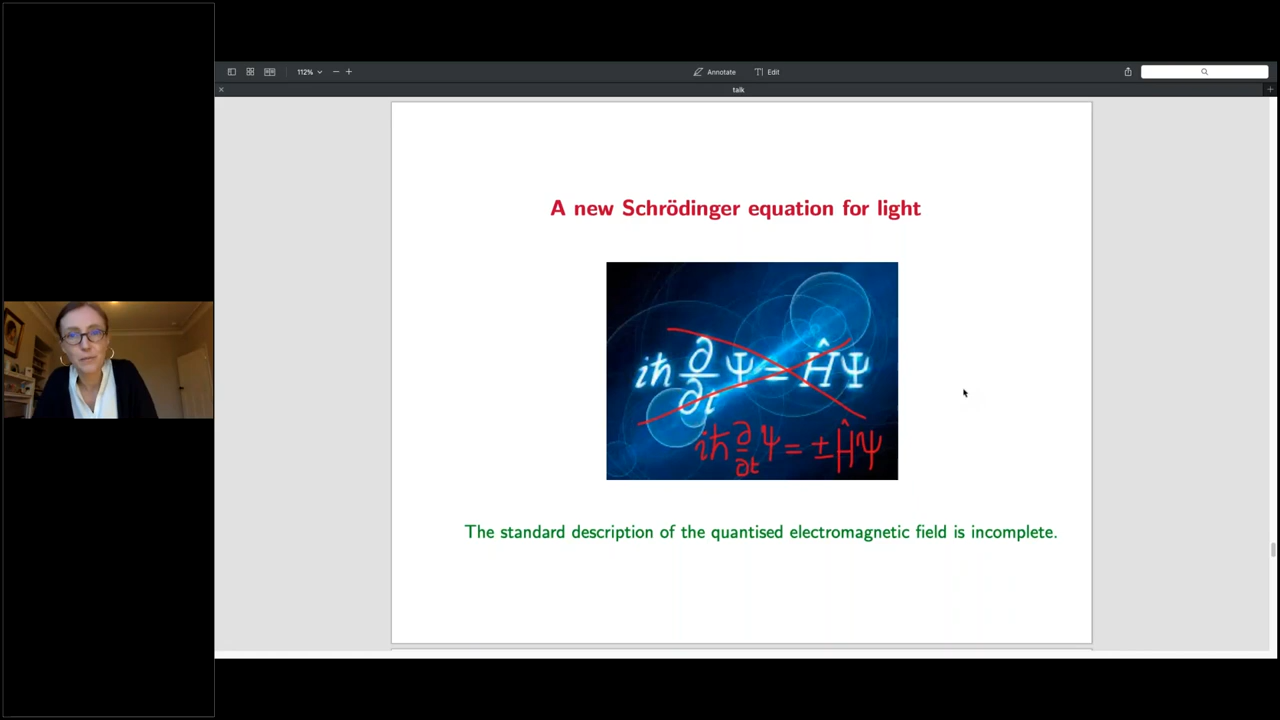 112%
Annotate
Edit
talk
A new Schrödinger equation for light
iħ ∂/∂t Ψ = ĤΨ
iħ ∂/∂t Ψ = ±ĤΨ
The standard description of the quantised electromagnetic field is incomplete.